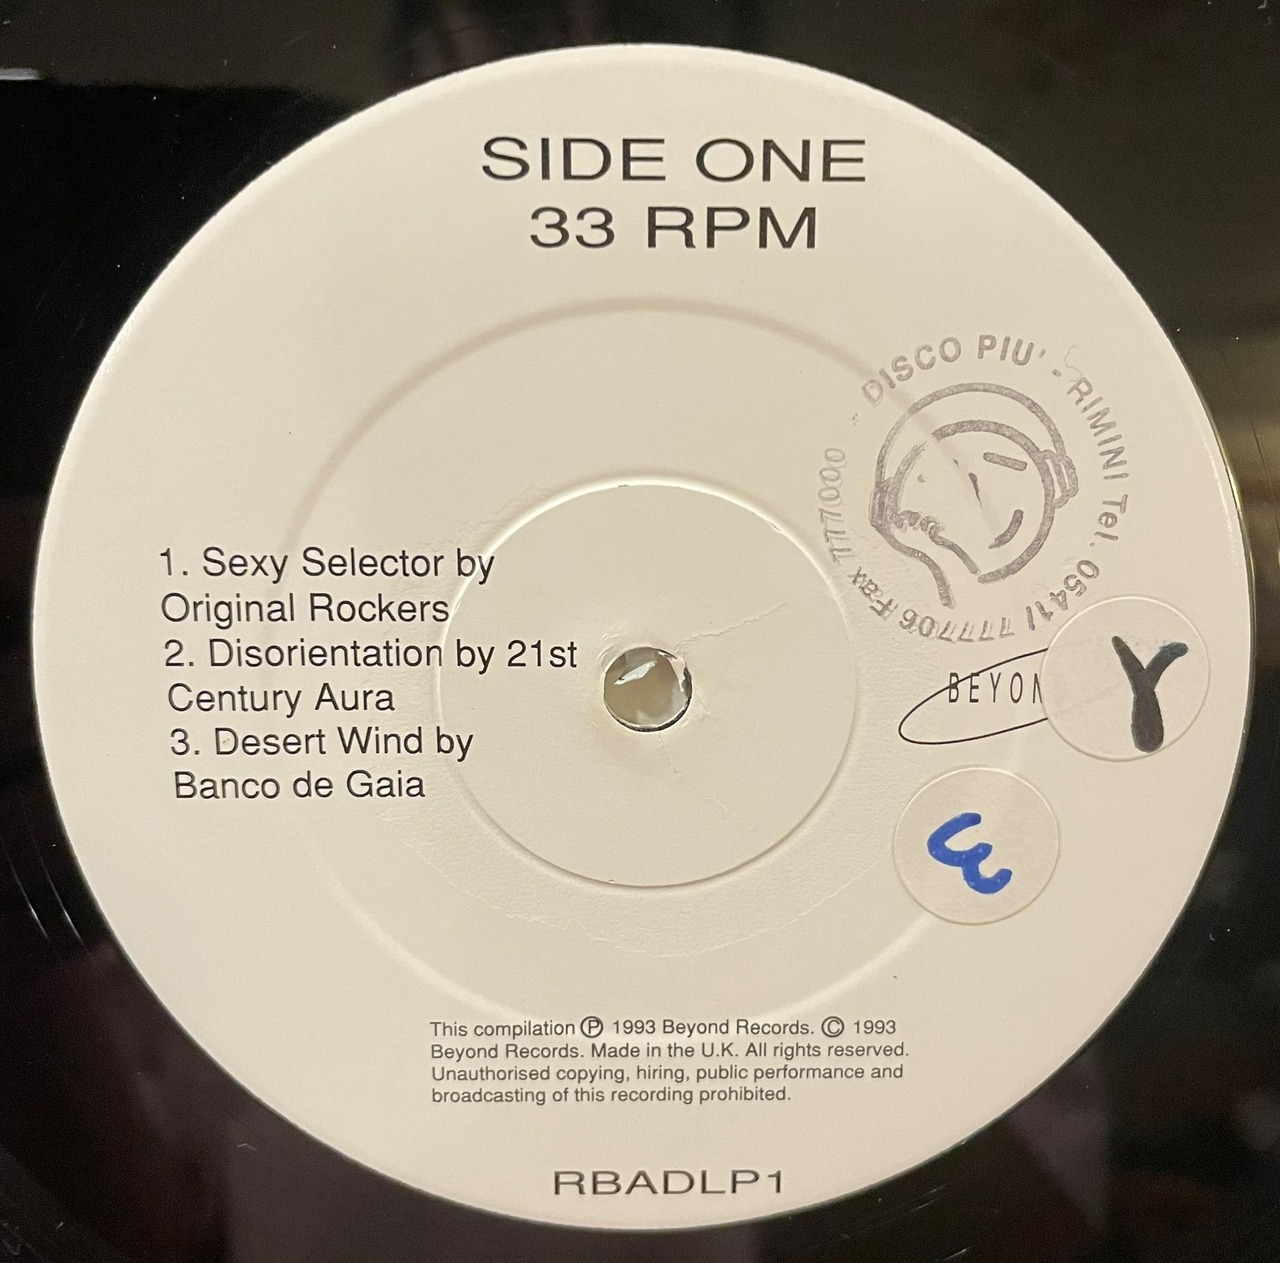 SIDE ONE
33 RPM
DISCO PIU' - RIMINI Tel. 0541/ 777706 Fax 7777000
1. Sexy Selector by
Original Rockers
2. Disorientation by 21st
Century Aura
3. Desert Wind by
Banco de Gaia
BEYON
Y
3
This compilation Ⓟ 1993 Beyond Records. © 1993
Beyond Records. Made in the U.K. All rights reserved.
Unauthorised copying, hiring, public performance and
broadcasting of this recording prohibited.
RBADLP1